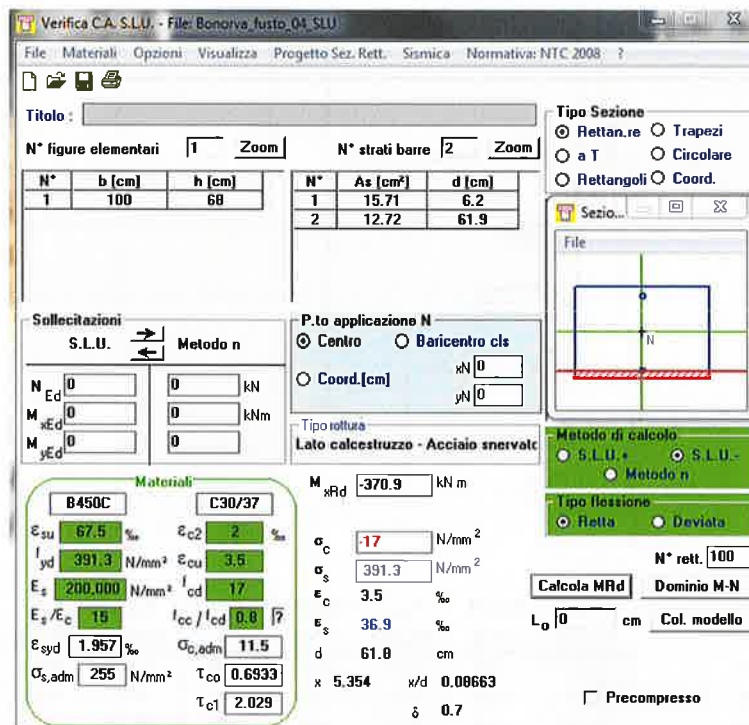 Verifica C.A. S.L.U. - File: Bonorva_fusto_04_SLU
File Materiali Opzioni Visualizza Progetto Sez. Rett. Sismica Normativa: NTC 2008 ?
Titolo :
N° figure elementari 1 Zoom
N° strati barre 2 Zoom
N° b [cm] h [cm]
1 100 68
N° As [cm²] d [cm]
1 15.71 6.2
2 12.72 61.9
Tipo Sezione
Rettan.re Trapezi
a T Circolare
Rettangoli Coord.
Sezio...
File
N
Sollecitazioni
S.L.U. Metodo n
N Ed 0 0 kN
M xEd 0 0 kNm
M yEd 0 0
P.to applicazione N
Centro Baricentro cls
Coord.[cm] xN 0
yN 0
Tipo rottura
Lato calcestruzzo - Acciaio snervato
Metodo di calcolo
S.L.U.+ S.L.U.-
Metodo n
Tipo flessione
Retta Deviata
Materiali
B450C C30/37
εsu 67.5 ‰ εc2 2 ‰
fyd 391.3 N/mm² εcu 3.5
Es 200,000 N/mm² fcd 17
Es/Ec 15 fcc / fcd 0.8 ?
εsyd 1.957 ‰ σc,adm 11.5
σs,adm 255 N/mm² τco 0.6933
τc1 2.029
M xRd -370.9 kN m
σc -17 N/mm²
σs 391.3 N/mm²
εc 3.5 ‰
εs 36.9 ‰
d 61.8 cm
x 5.354 x/d 0.08663
δ 0.7
N° rett. 100
Calcola MRd Dominio M-N
Lo 0 cm Col. modello
Precompresso